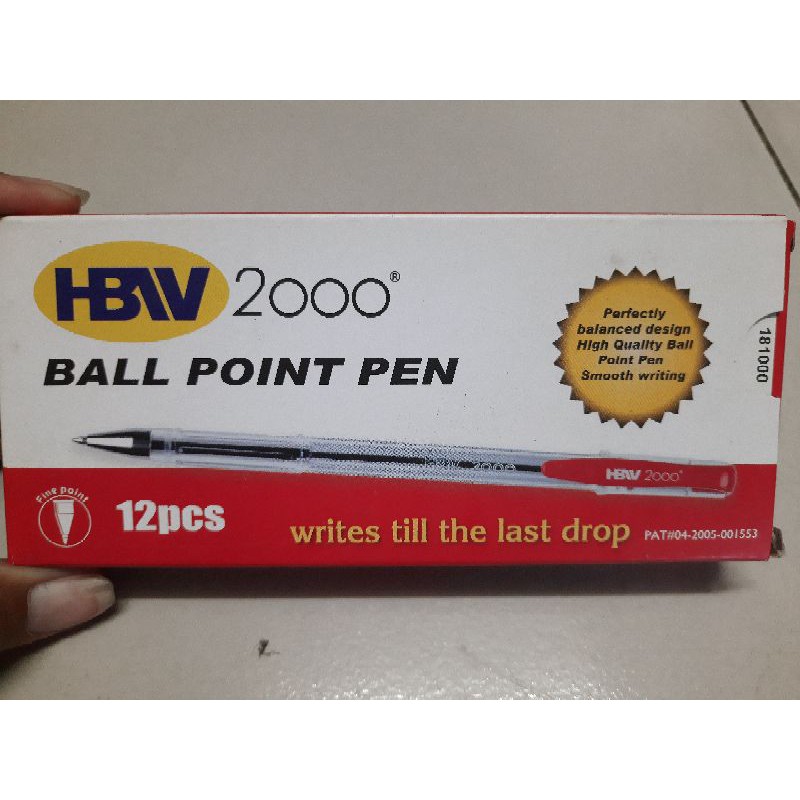 HBW 2000®
BALL POINT PEN
Perfectly
balanced design
High Quality Ball
Point Pen
Smooth writing
181000
HBW 2000
HBW 2000®
Fine point
12pcs
writes till the last drop
PAT#04-2005-001553